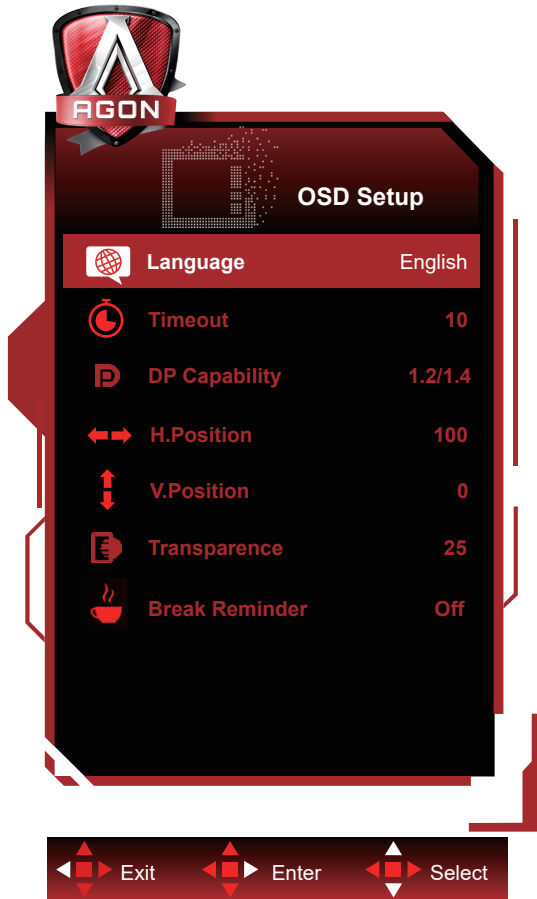 AGON
OSD Setup
Language English
Timeout 10
DP Capability 1.2/1.4
H.Position 100
V.Position 0
Transparence 25
Break Reminder Off
Exit Enter Select